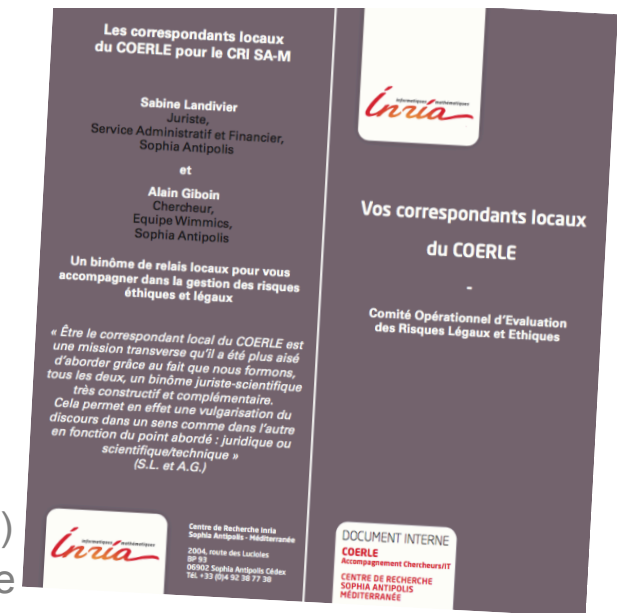 Les correspondants locaux
du COERLE pour le CRI SA-M
Sabine Landivier
Juriste,
Service Administratif et Financier,
Sophia Antipolis
et
Alain Giboin
Chercheur,
Equipe Wimmics,
Sophia Antipolis
Un binôme de relais locaux pour vous
accompagner dans la gestion des risques
éthiques et légaux
« Être le correspondant local du COERLE est
une mission transverse qu'il a été plus aisé
d'aborder grâce au fait que nous formons,
tous les deux, un binôme juriste-scientifique
très constructif et complémentaire.
Cela permet en effet une vulgarisation du
discours dans un sens comme dans l'autre
en fonction du point abordé : juridique ou
scientifique/technique »
(S.L. et A.G.)
informatiques mathématiques
Inria
Centre de Recherche Inria
Sophia Antipolis - Méditerranée
2004, route des Lucioles
BP 93
06902 Sophia Antipolis Cédex
Tél. +33 (0)4 92 38 77 38
informatiques mathématiques
Inria
Vos correspondants locaux
du COERLE
-
Comité Opérationnel d'Evaluation
des Risques Légaux et Ethiques
DOCUMENT INTERNE
COERLE
Accompagnement Chercheurs/IT
CENTRE DE RECHERCHE
SOPHIA ANTIPOLIS
MÉDITERRANÉE
)
e